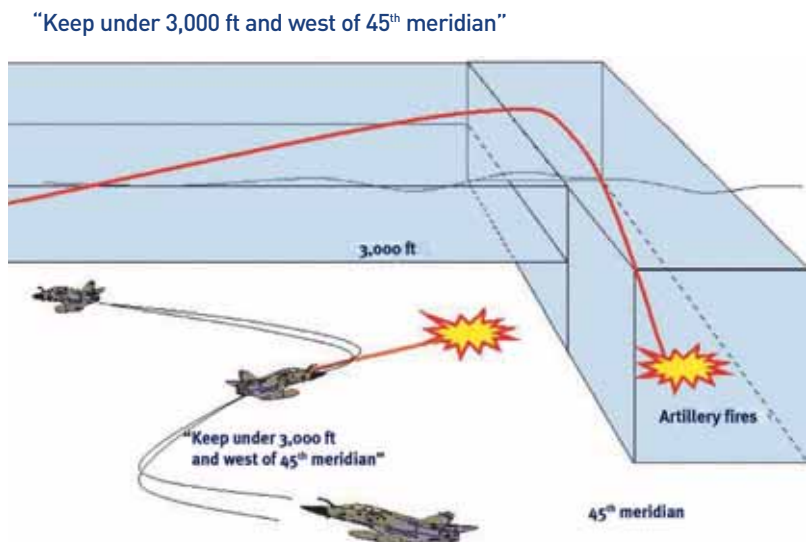 “Keep under 3,000 ft and west of 45th meridian”
3,000 ft
Artillery fires
“Keep under 3,000 ft
and west of 45th meridian”
45th meridian